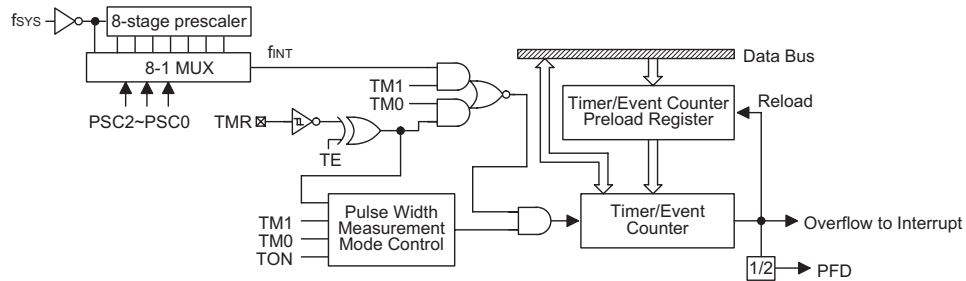 fSYS
8-stage prescaler
8-1 MUX
fINT
PSC2~PSC0
TM1
TM0
TMR
TE
TM1
TM0
TON
Pulse Width
Measurement
Mode Control
Data Bus
Timer/Event Counter
Preload Register
Reload
Timer/Event
Counter
Overflow to Interrupt
1/2
PFD